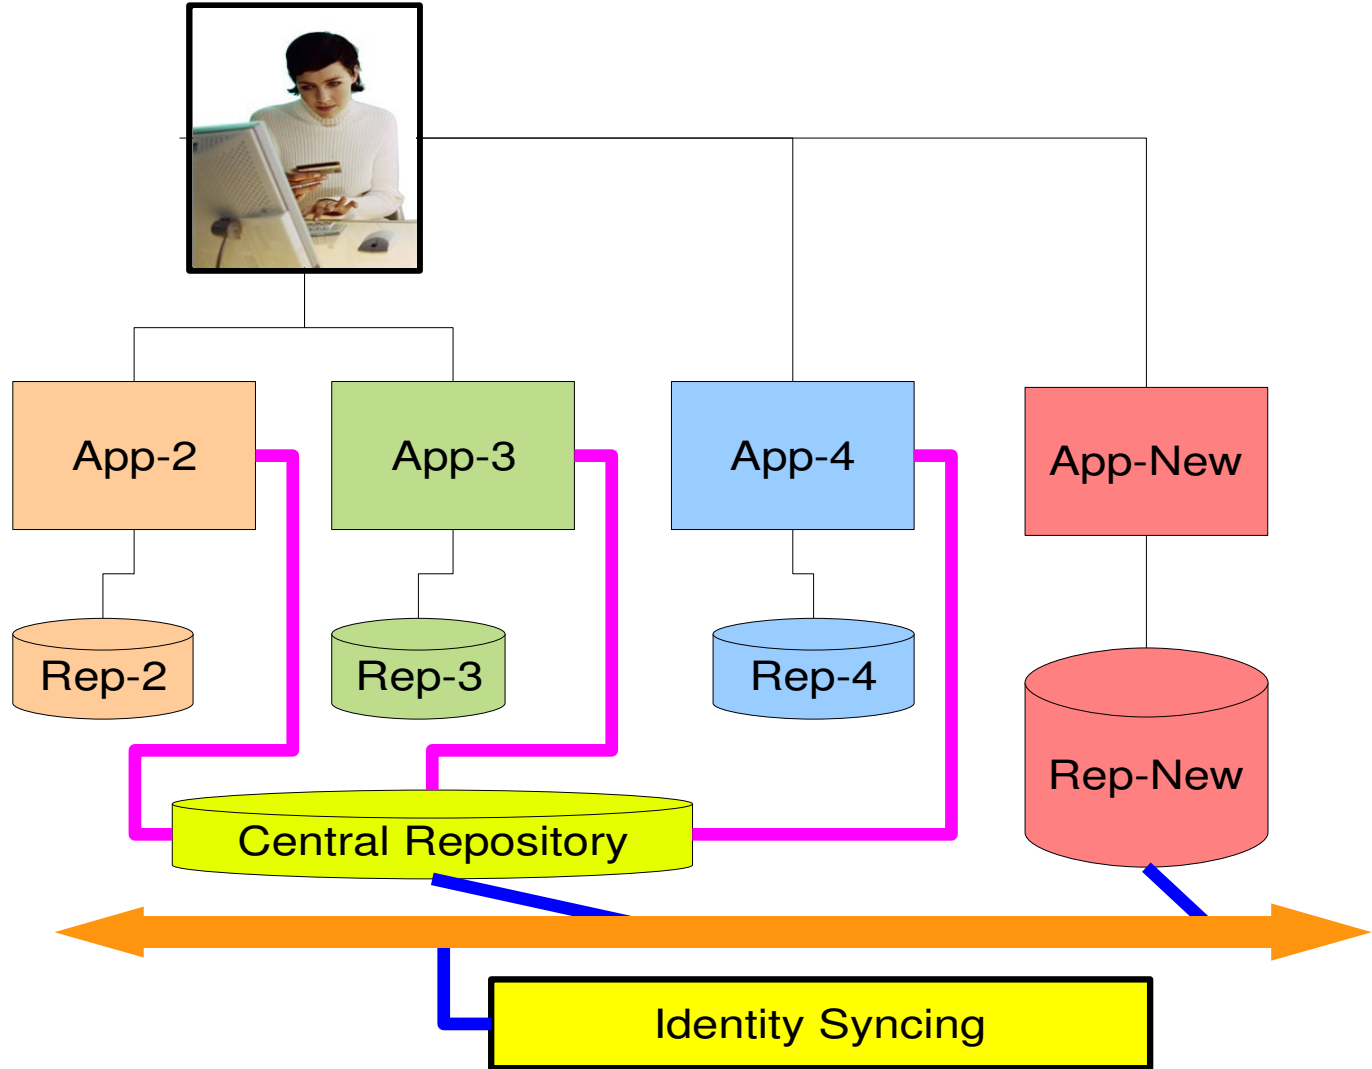 App-2
App-3
App-4
App-New
Rep-2
Rep-3
Rep-4
Rep-New
Central Repository
Identity Syncing